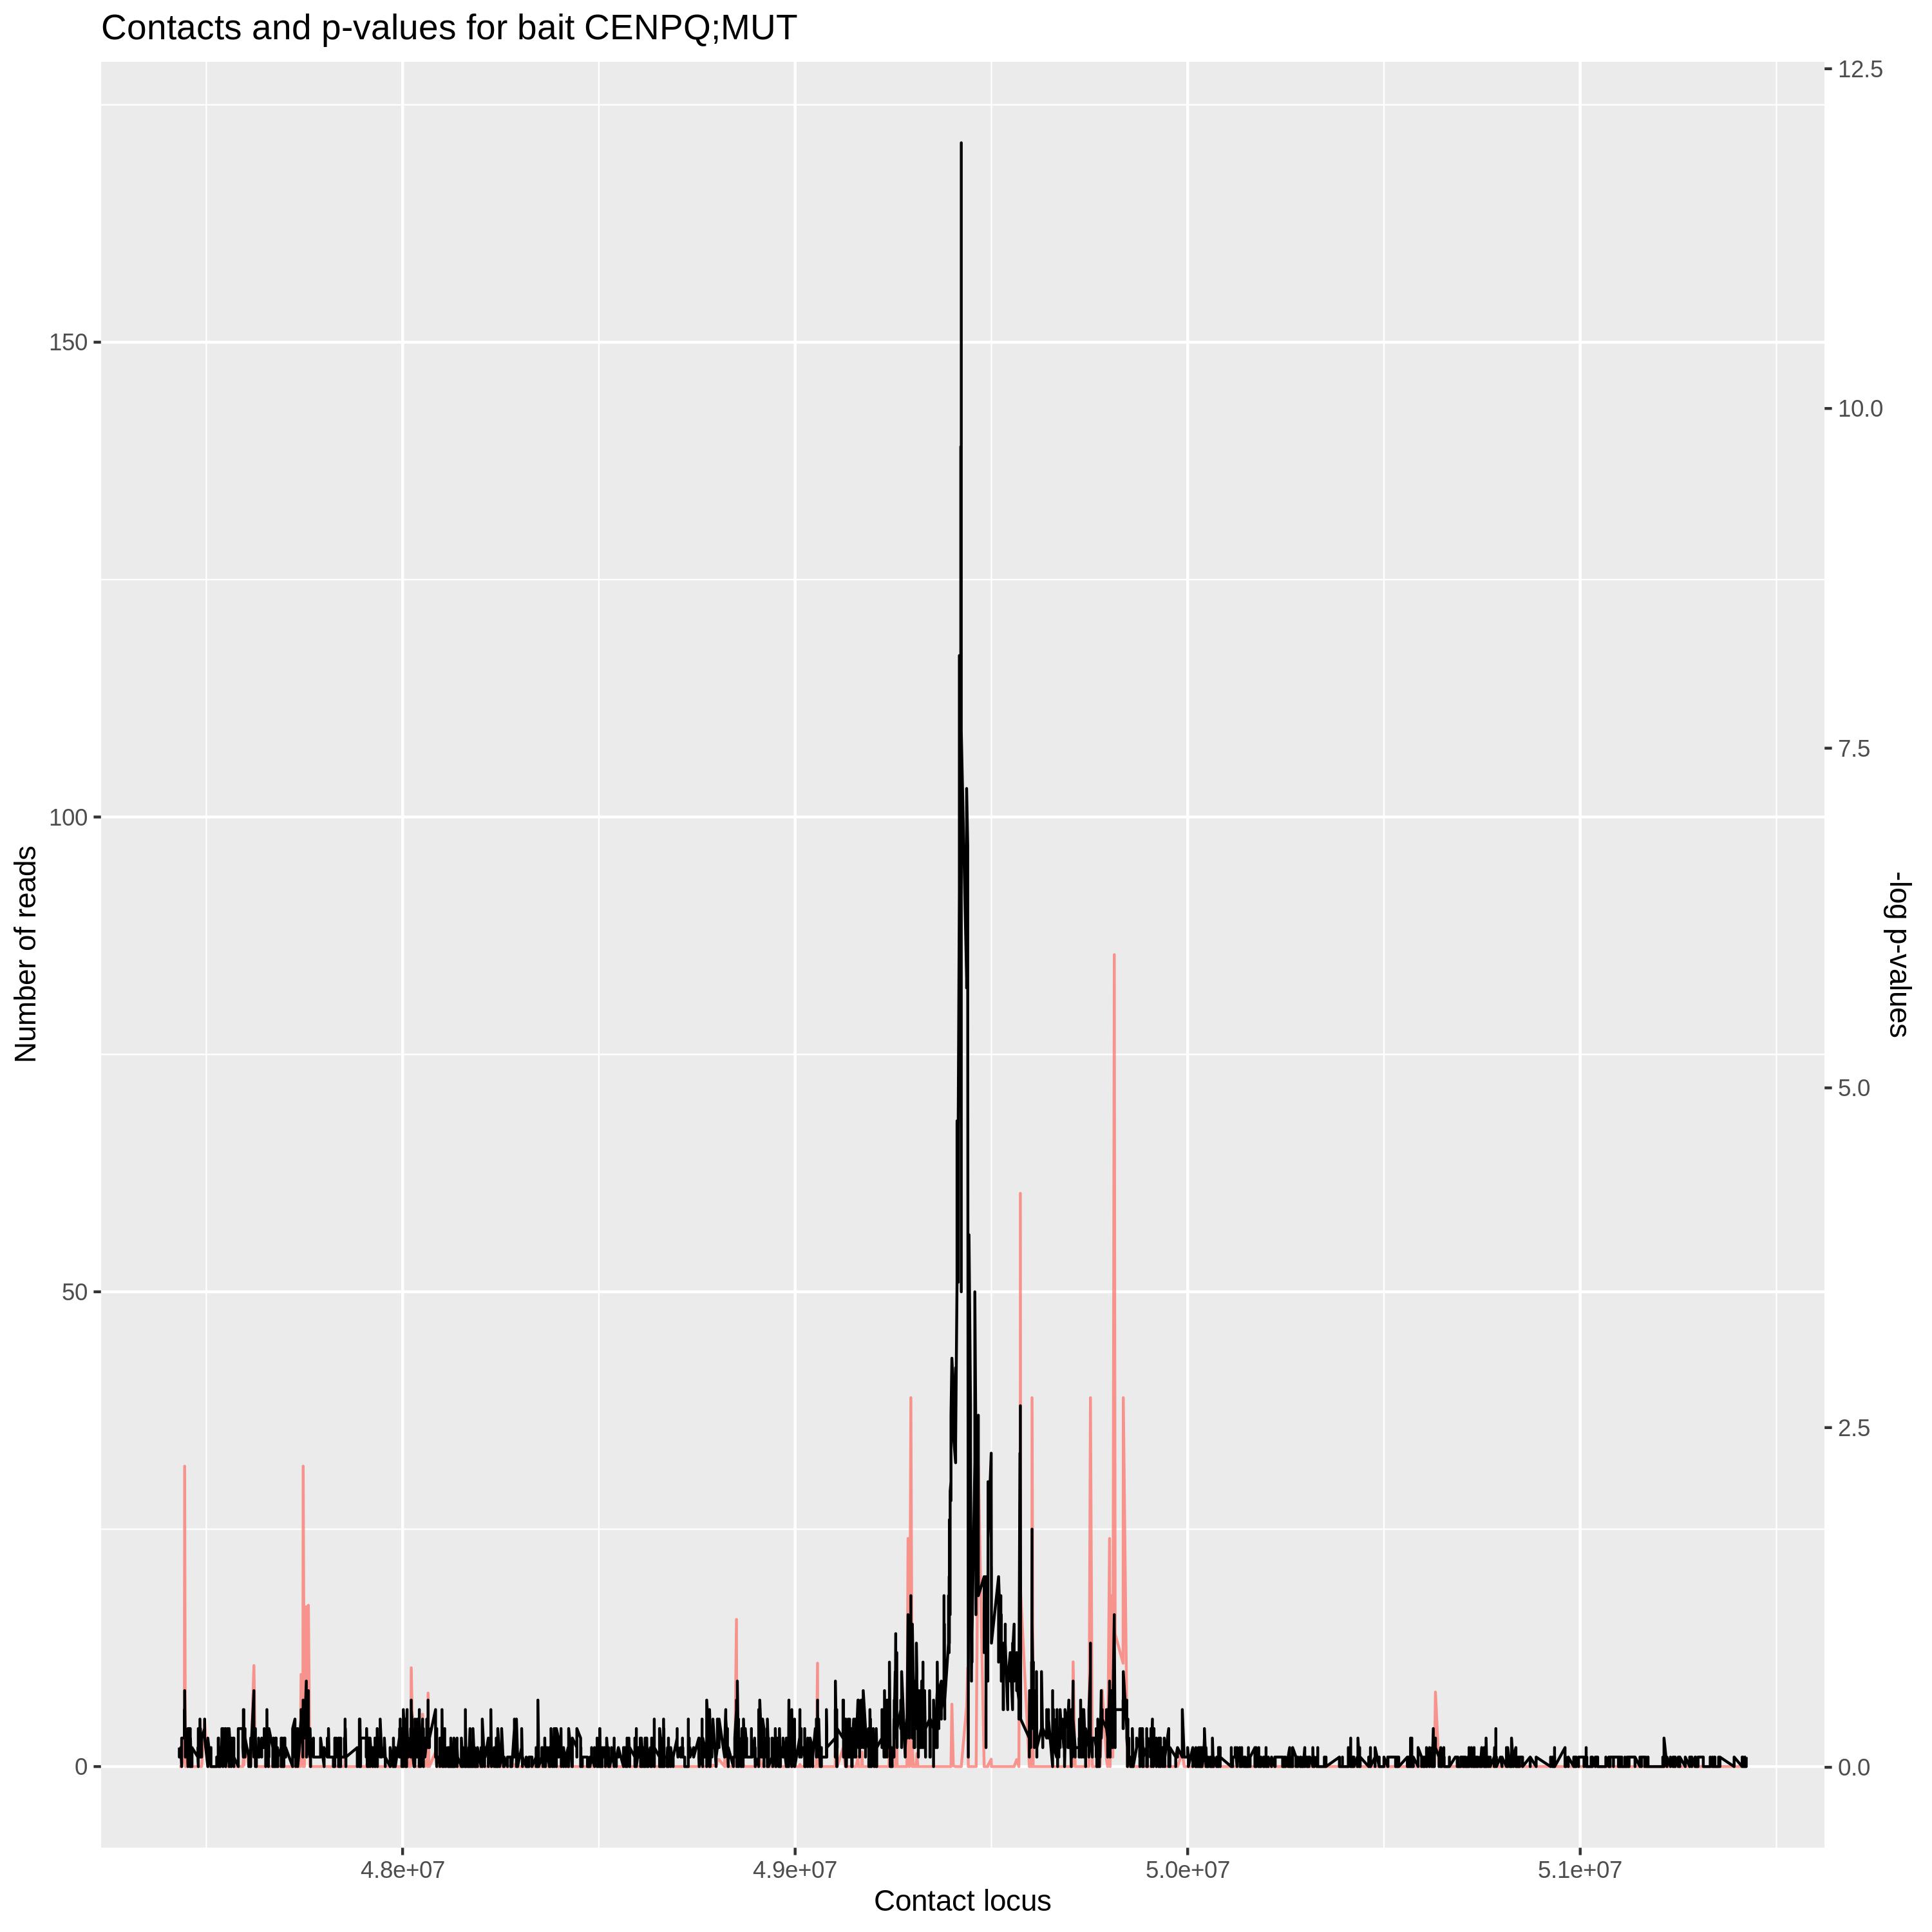 Contacts and p-values for bait CENPQ;MUT
12.5
150
10.0
7.5
100
Number of reads
-log p-values
5.0
50
2.5
0
0.0
4.8e+07
4.9e+07
5.0e+07
5.1e+07
Contact locus